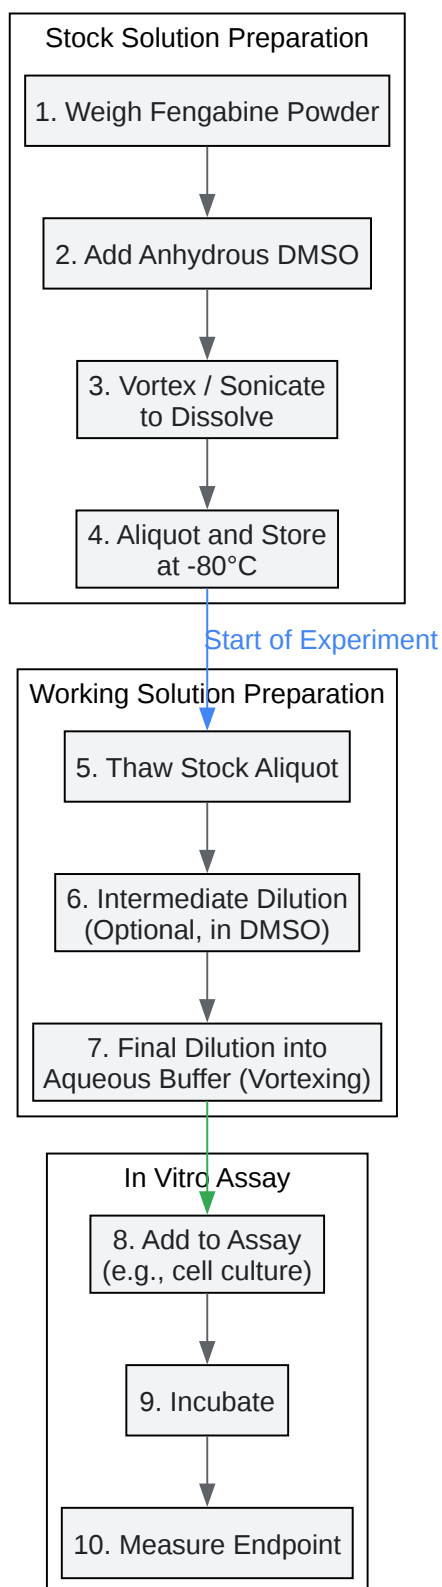 Stock Solution Preparation
1. Weigh Fengabine Powder
2. Add Anhydrous DMSO
3. Vortex / Sonicate
to Dissolve
4. Aliquot and Store
at -80°C
Start of Experiment
Working Solution Preparation
5. Thaw Stock Aliquot
6. Intermediate Dilution
(Optional, in DMSO)
7. Final Dilution into
Aqueous Buffer (Vortexing)
In Vitro Assay
8. Add to Assay
(e.g., cell culture)
9. Incubate
10. Measure Endpoint